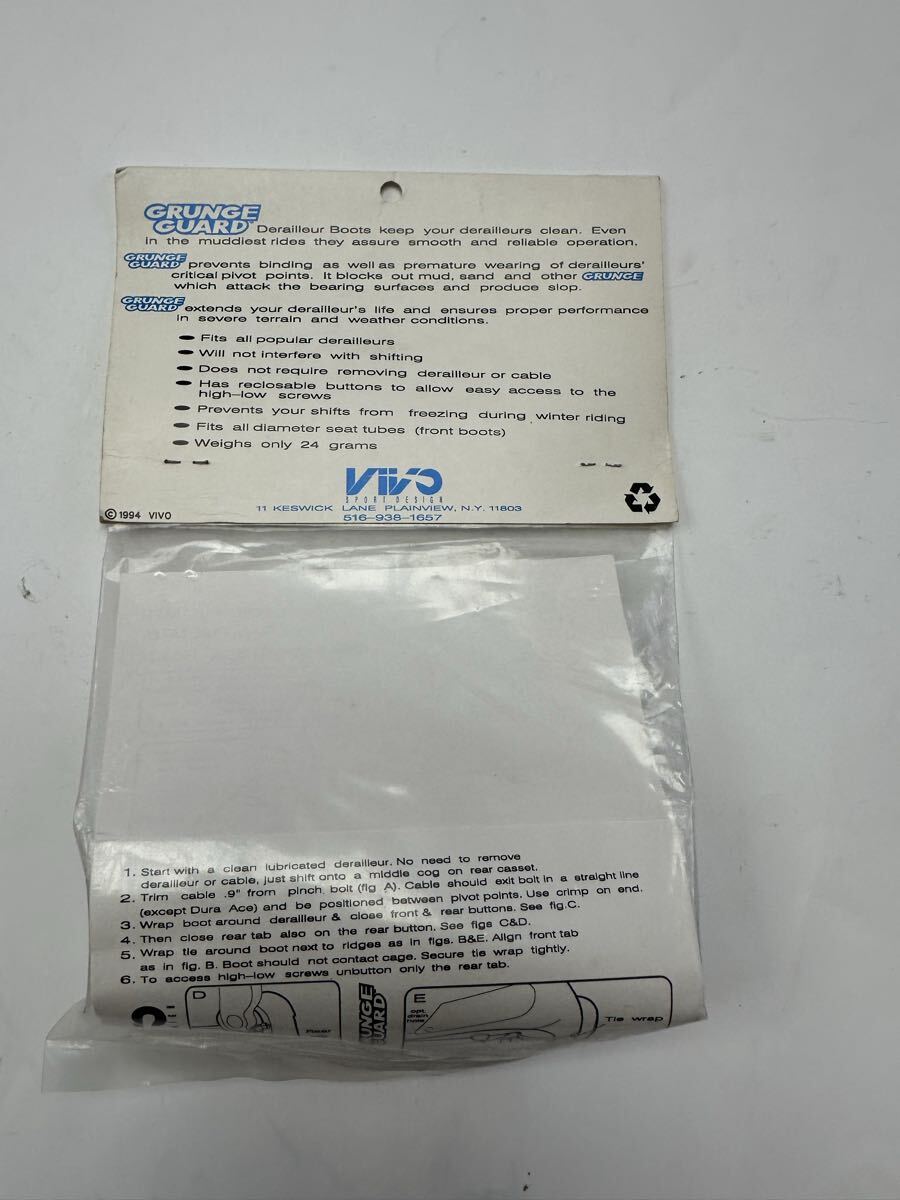 GRUNGE
GUARD™ Derailleur Boots keep your derailleurs clean. Even
in the muddiest rides they assure smooth and reliable operation.
GRUNGE
GUARD prevents binding as well as premature wearing of derailleurs'
critical pivot points. It blocks out mud, sand and other GRUNGE
which attack the bearing surfaces and produce slop.
GRUNGE
GUARD extends your derailleur's life and ensures proper performance
in severe terrain and weather conditions.
Fits all popular derailleurs
Will not interfere with shifting
Does not require removing derailleur or cable
Has reclosable buttons to allow easy access to the
high-low screws
Prevents your shifts from freezing during winter riding
Fits all diameter seat tubes (front boots)
Weighs only 24 grams
VIVO
SPORT DESIGN
11 KESWICK LANE PLAINVIEW, N.Y. 11803
516-938-1657
© 1994 VIVO
1. Start with a clean lubricated derailleur. No need to remove
derailleur or cable, just shift onto a middle cog on rear casset.
2. Trim cable .9" from pinch bolt (fig A). Cable should exit bolt in a straight line
(except Dura Ace) and be positioned between pivot points. Use crimp on end.
3. Wrap boot around derailleur & close front & rear buttons. See fig.C.
4. Then close rear tab also on the rear button. See figs C&D.
5. Wrap tie around boot next to ridges as in figs. B&E. Align front tab
as in fig. B. Boot should not contact cage. Secure tie wrap tightly.
6. To access high-low screws unbutton only the rear tab.
D
Rear
GRUNGE
GUARD
E
opt.
drain
hole
Tie wrap